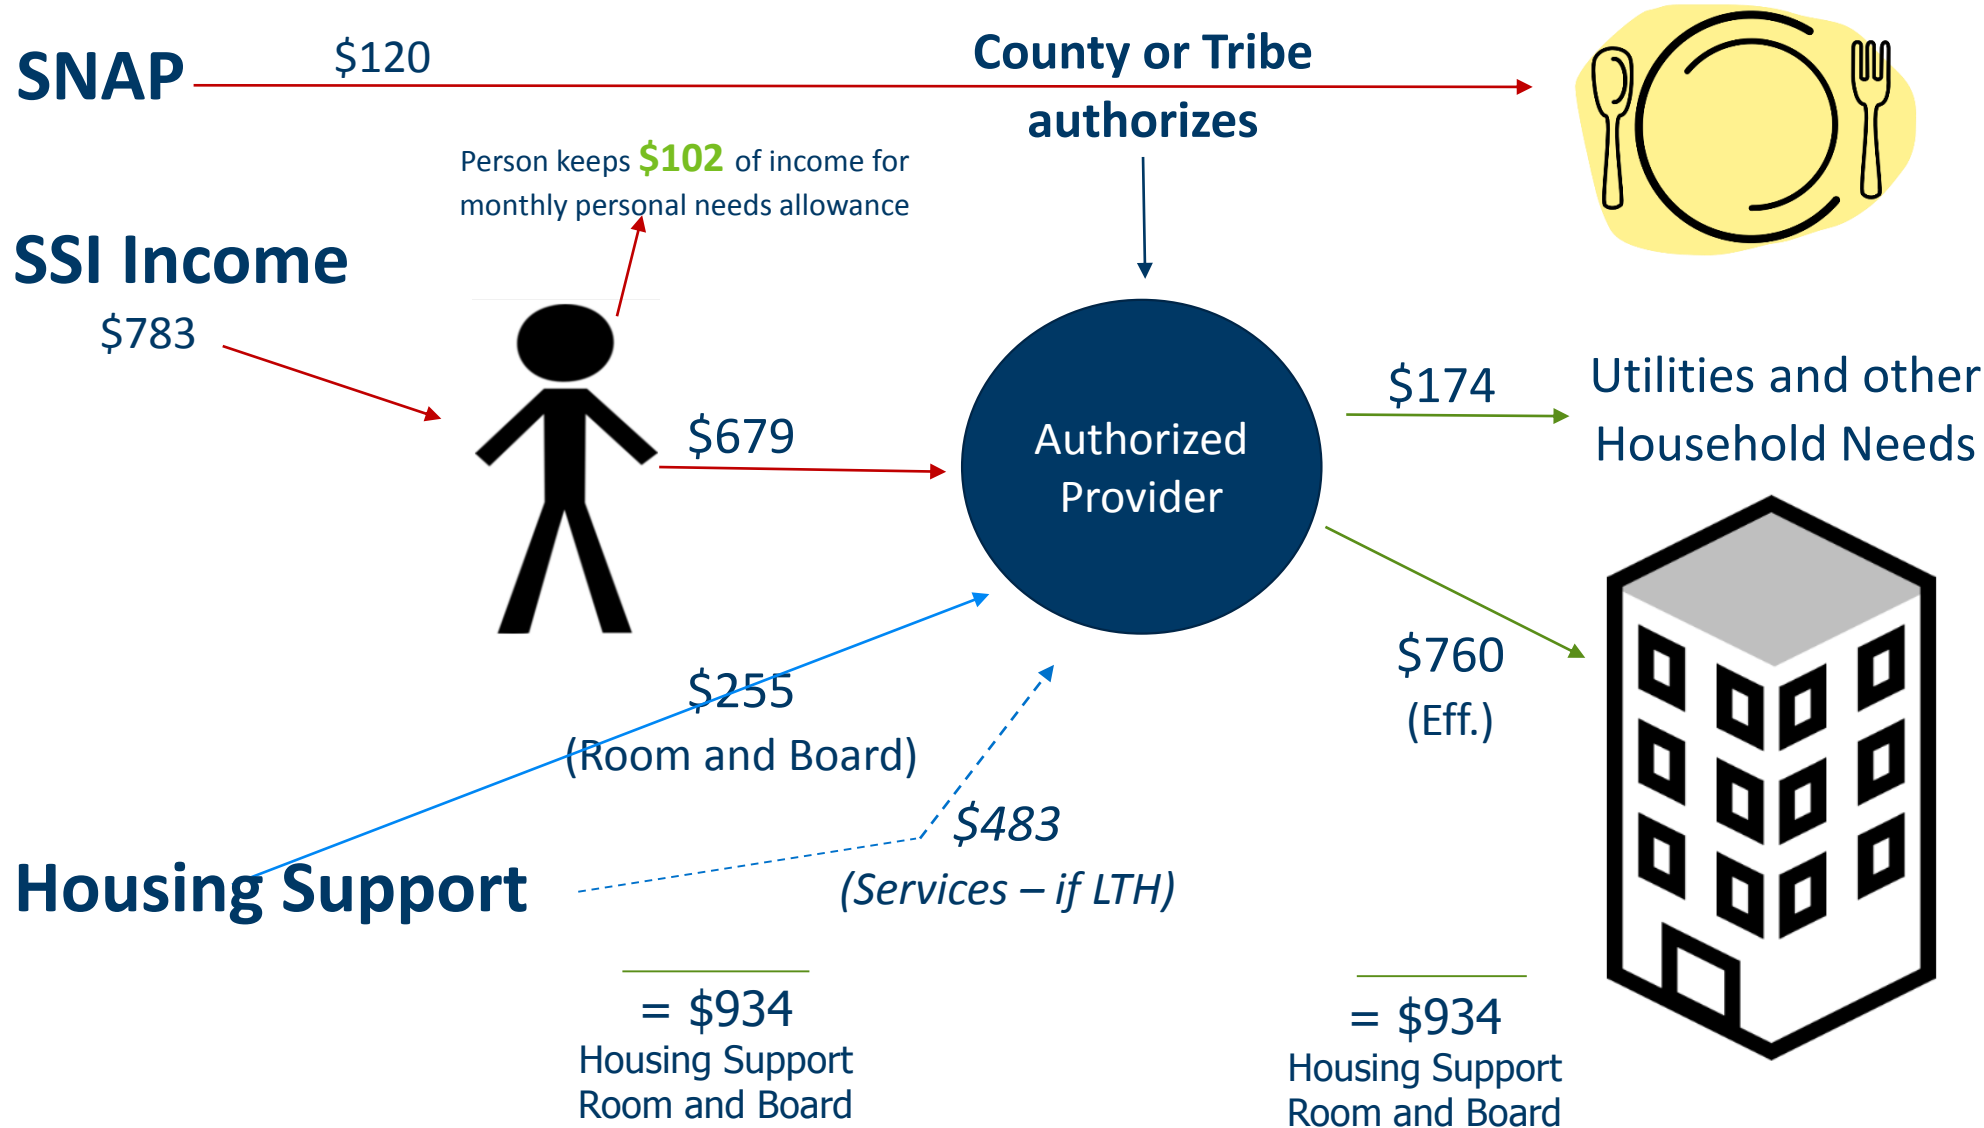 SNAP
$120
County or Tribe
authorizes
Person keeps $102 of income for
monthly personal needs allowance
SSI Income
$783
$679
Authorized
Provider
$174
Utilities and other
Household Needs
$255
(Room and Board)
$760
(Eff.)
$483
(Services – if LTH)
Housing Support
= $934
Housing Support
Room and Board
= $934
Housing Support
Room and Board